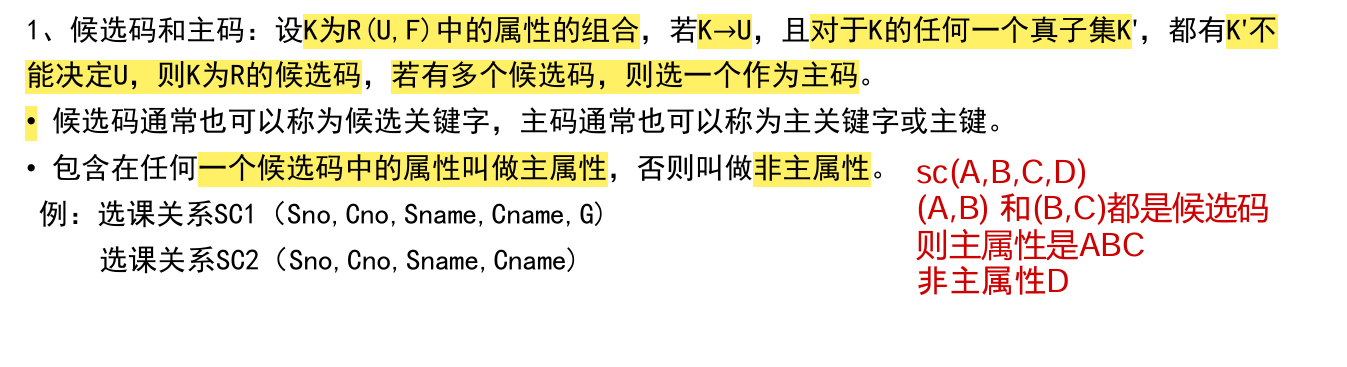 1、候选码和主码：设K为R(U,F)中的属性的组合，若K→U，且对于K的任何一个真子集K'，都有K'不
能决定U，则K为R的候选码，若有多个候选码，则选一个作为主码。
• 候选码通常也可以称为候选关键字，主码通常也可以称为主关键字或主键。
• 包含在任何一个候选码中的属性叫做主属性，否则叫做非主属性。
例：选课关系SC1（Sno,Cno,Sname,Cname,G)
选课关系SC2（Sno,Cno,Sname,Cname)
sc(A,B,C,D)
(A,B) 和(B,C)都是候选码
则主属性是ABC
非主属性D